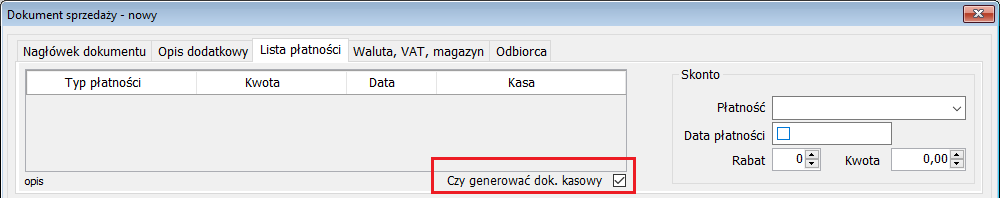 Dokument sprzedaży - nowy
Nagłówek dokumentu Opis dodatkowy Lista płatności Waluta, VAT, magazyn Odbiorca
Typ płatności Kwota Data Kasa
Skonto
Płatność
Data płatności
Rabat 0 Kwota 0,00
opis Czy generować dok. kasowy